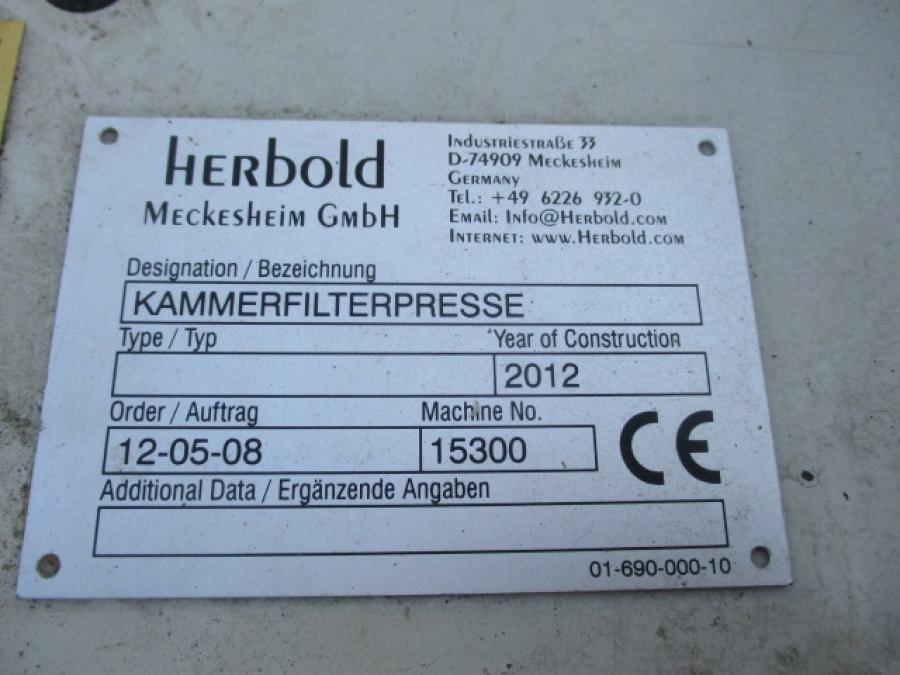 HERbold
Meckesheim GmbH
Industriestraße 33
D-74909 Meckesheim
Germany
Tel.: +49 6226 932-0
Email: Info@Herbold.com
Internet: www.Herbold.com
Designation / Bezeichnung
KAMMERFILTERPRESSE
Type / Typ Year of Construction
2012
Order / Auftrag Machine No.
12-05-08 15300 CE
Additional Data / Ergänzende Angaben
01-690-000-10